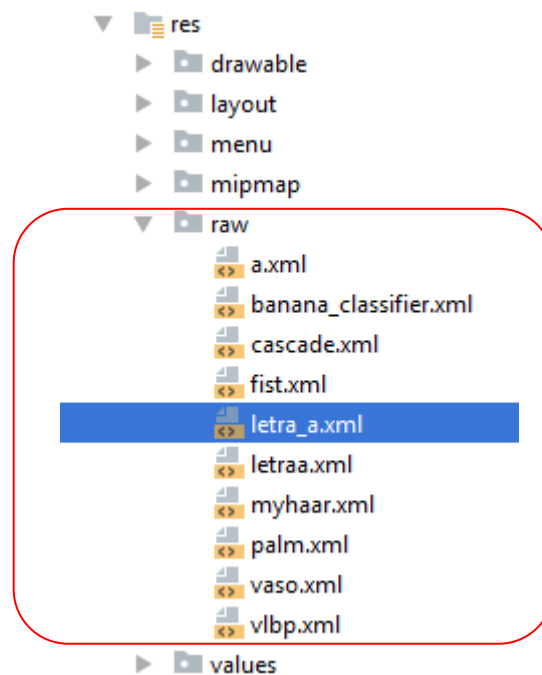 res
drawable
layout
menu
mipmap
raw
a.xml
banana_classifier.xml
cascade.xml
fist.xml
letra_a.xml
letraa.xml
myhaar.xml
palm.xml
vaso.xml
vlbp.xml
values